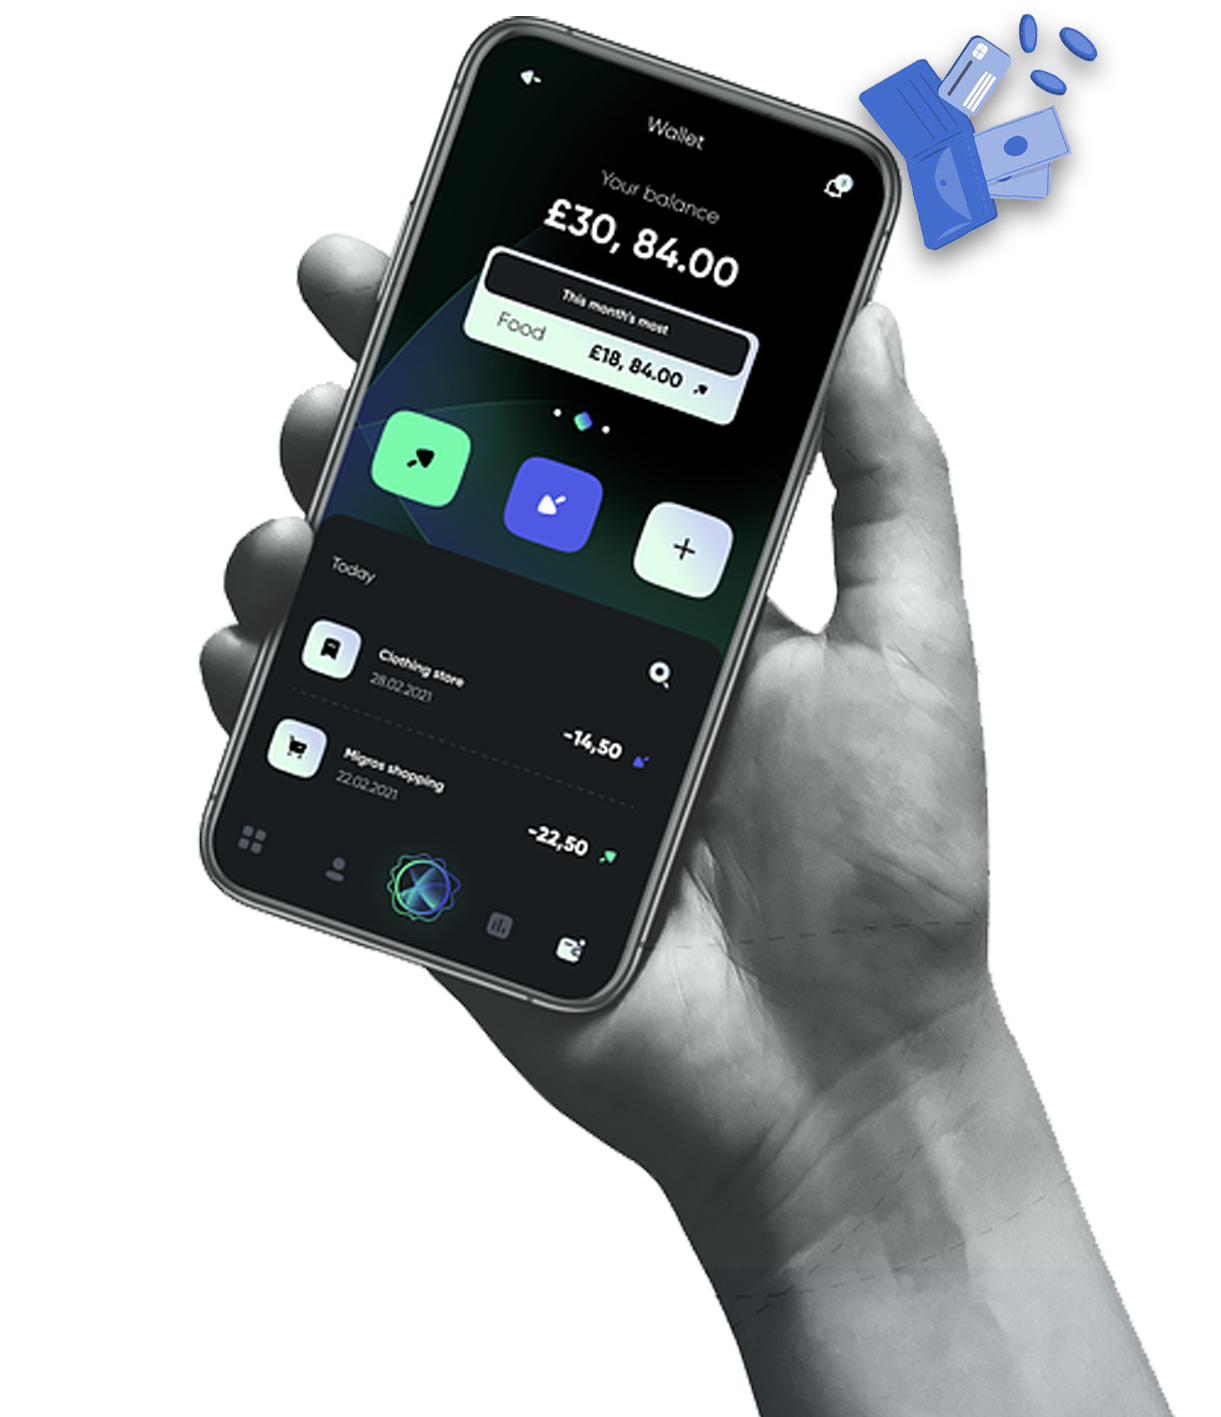 Wallet
Your balance
£30, 84.00
This month's most
Food
£18, 84.00
Today
Clothing store
28.02.2021
-14,50
Migros shopping
22.02.2021
-22,50